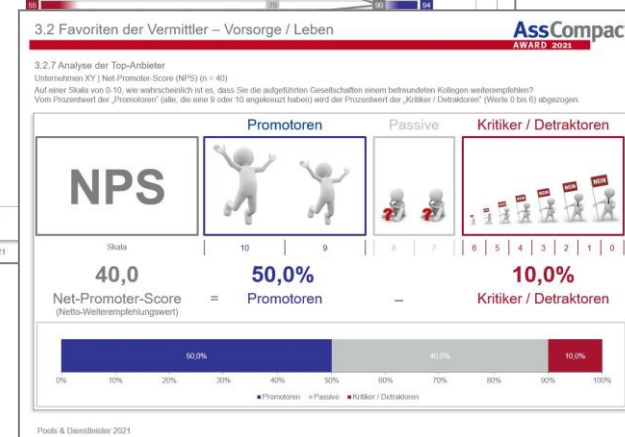 55
79
90
94
3.2 Favoriten der Vermittler – Vorsorge / Leben
AssCompact
AWARD 2021
3.2.7 Analyse der Top-Anbieter
Unternehmen XY | Net-Promoter-Score (NPS) (n = 40)
Auf einer Skala von 0-10, wie wahrscheinlich ist es, dass Sie die aufgeführten Gesellschaften einem befreundeten Kollegen weiterempfehlen?
Vom Prozentwert der „Promotoren" (alle, die eine 9 oder 10 angekreuzt haben) wird der Prozentwert der „Kritiker / Detraktoren" (Werte 0 bis 6) abgezogen.
Promotoren Passive Kritiker / Detraktoren
NPS
NEIN NEIN NEIN
Skala 10 9 8 7 6 5 4 3 2 1 0
40,0 50,0% 10,0%
Net-Promoter-Score = Promotoren – Kritiker / Detraktoren
(Netto-Weiterempfehlungswert)
50,0% 40,0% 10,0%
0% 10% 20% 30% 40% 50% 60% 70% 80% 90% 100%
Promotoren Passive Kritiker / Detraktoren
Pools & Dienstleister 2021
21